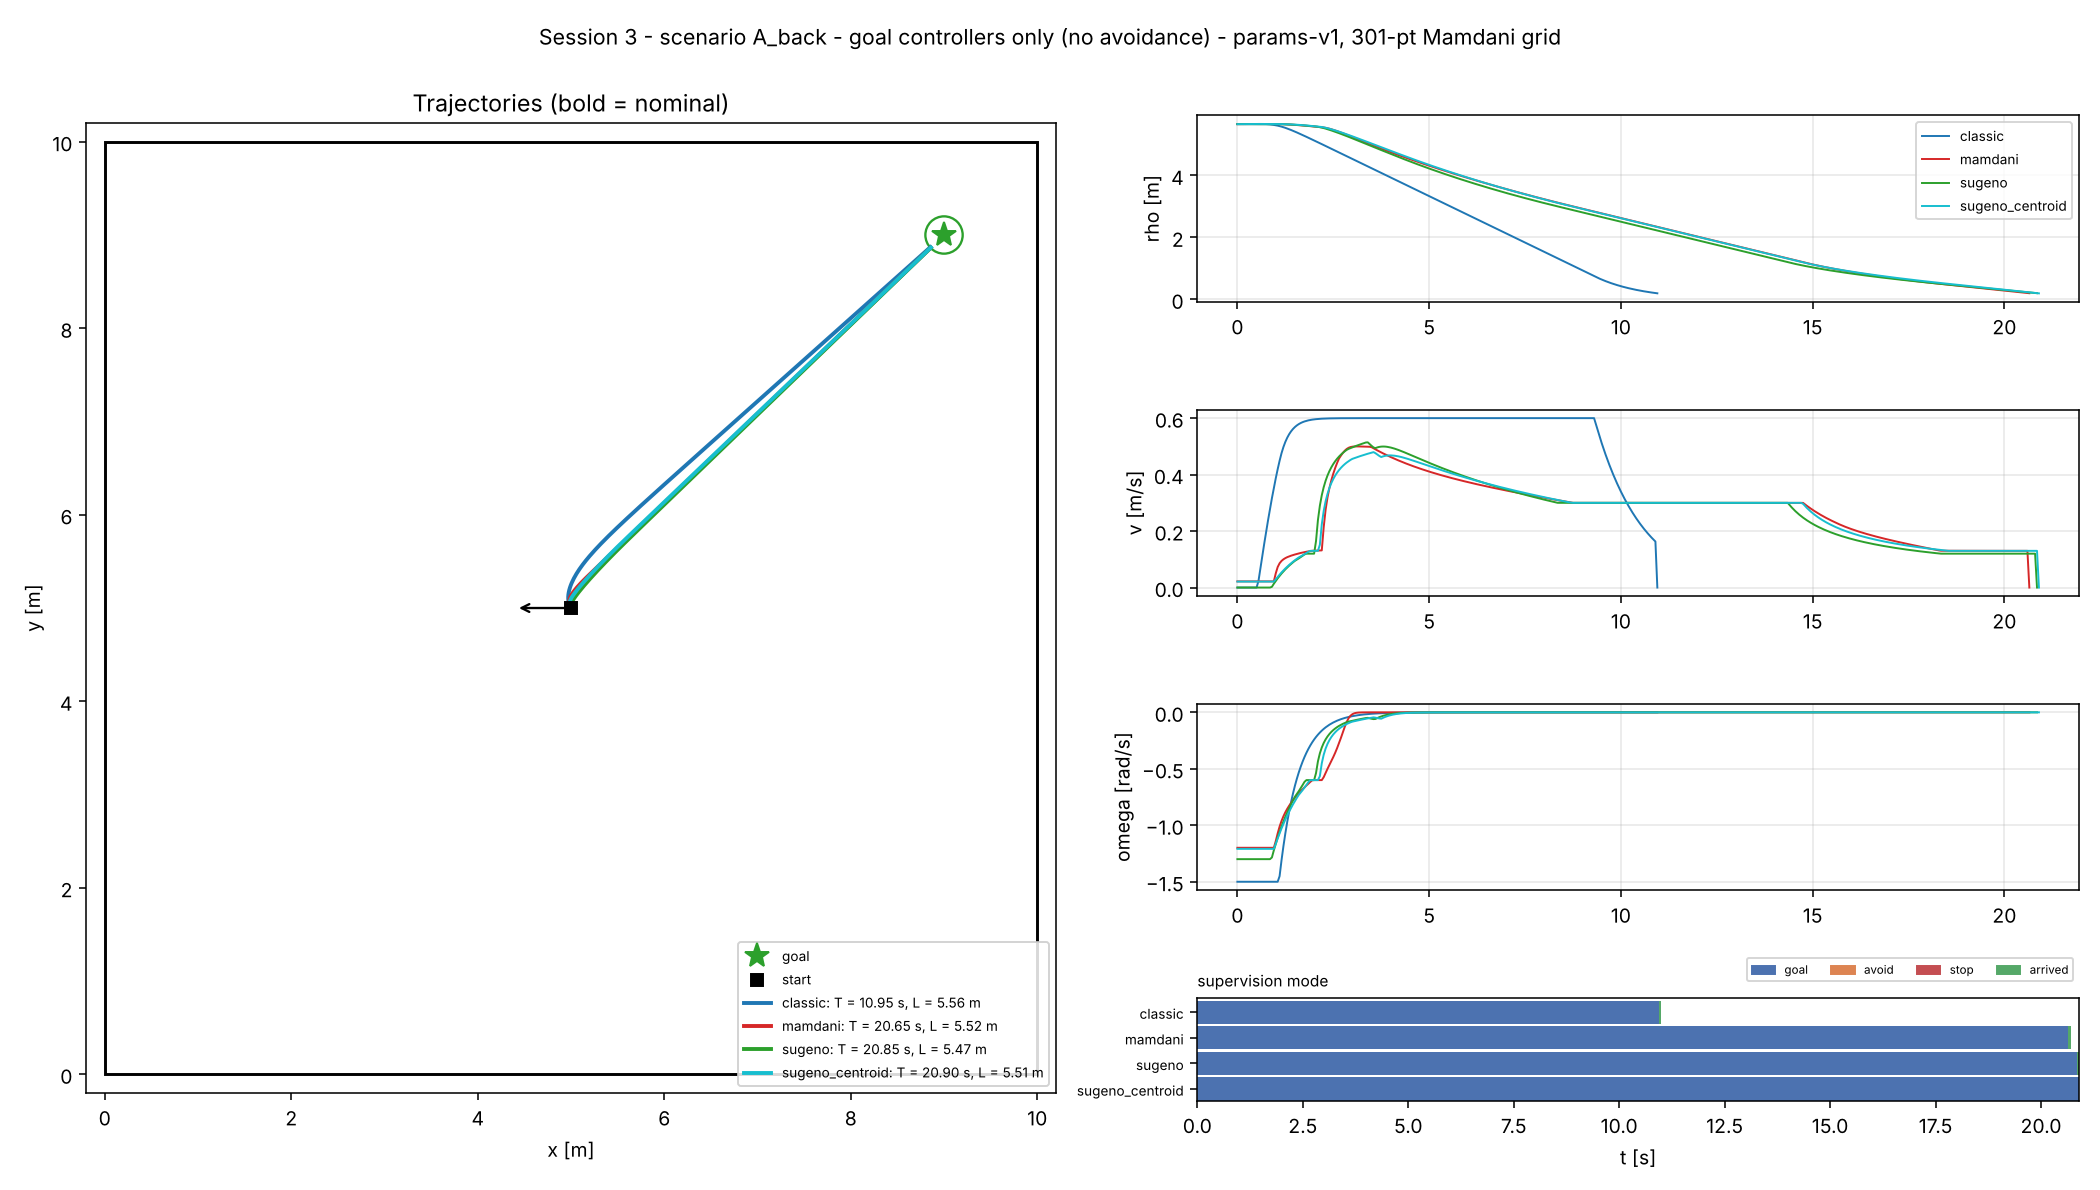 Session 3 - scenario A_back - goal controllers only (no avoidance) - params-v1, 301-pt Mamdani grid
Trajectories (bold = nominal)
y [m]
10
8
6
4
2
0
0 2 4 6 8 10
x [m]
goal
start
classic: T = 10.95 s, L = 5.56 m
mamdani: T = 20.65 s, L = 5.52 m
sugeno: T = 20.85 s, L = 5.47 m
sugeno_centroid: T = 20.90 s, L = 5.51 m
rho [m]
4
2
0
0 5 10 15 20
classic
mamdani
sugeno
sugeno_centroid
v [m/s]
0.6
0.4
0.2
0.0
0 5 10 15 20
omega [rad/s]
0.0
−0.5
−1.0
−1.5
0 5 10 15 20
supervision mode
goal avoid stop arrived
classic
mamdani
sugeno
sugeno_centroid
0.0 2.5 5.0 7.5 10.0 12.5 15.0 17.5 20.0
t [s]